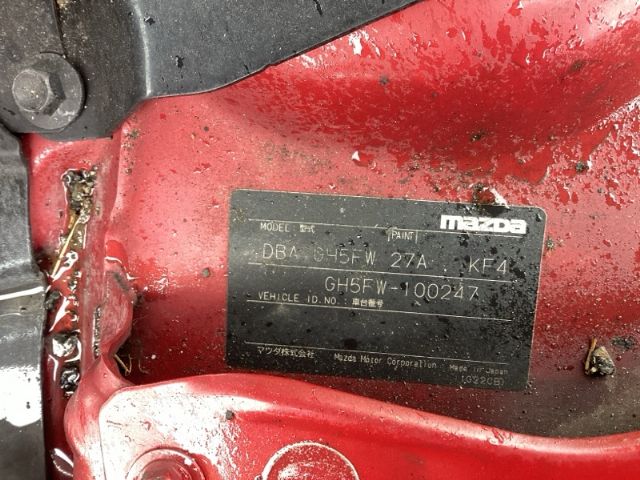 mazda
MODEL:型式 PAINT
DBA-GH5FW 27A KF4
GH5FW-100247
VEHICLE ID.NO.:車台番号
マツダ株式会社 Mazda Motor Corporation Made in Japan
(G22CB)